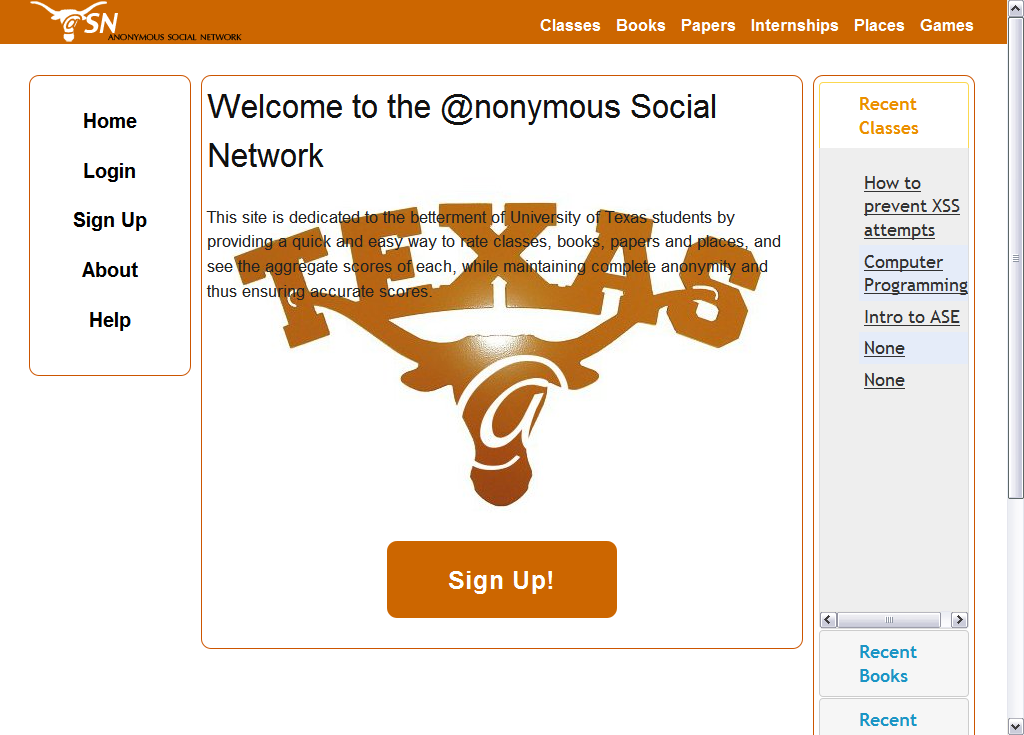 @SN
ANONYMOUS SOCIAL NETWORK
Classes Books Papers Internships Places Games
Home
Login
Sign Up
About
Help
Welcome to the @nonymous Social
Network
This site is dedicated to the betterment of University of Texas students by
providing a quick and easy way to rate classes, books, papers and places, and
see the aggregate scores of each, while maintaining complete anonymity and
thus ensuring accurate scores.
TEXAS
@
Sign Up!
Recent
Classes
How to
prevent XSS
attempts
Computer
Programming
Intro to ASE
None
None
Recent
Books
Recent